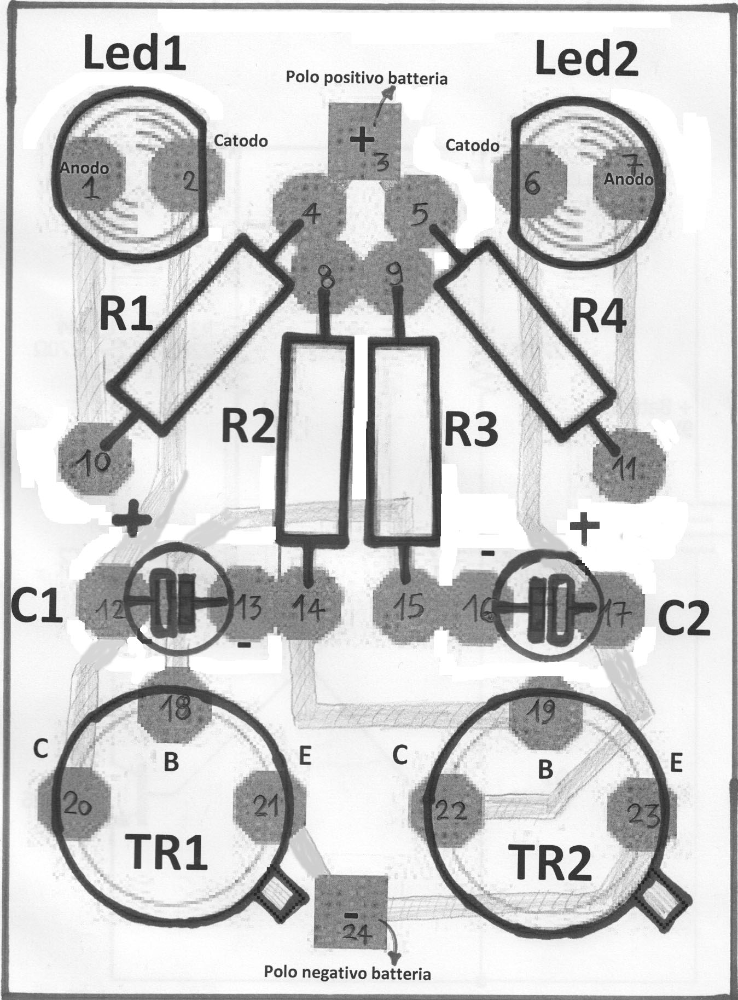 Led1
Led2
Polo positivo batteria
+
3
Catodo
Catodo
Anodo
1
2
6
7
Anodo
4
5
8
9
R1
R4
R2
R3
10
11
+
+
-
C1
12
13
14
15
16
17
C2
-
18
19
C
B
E
C
B
E
20
21
22
23
TR1
TR2
-
24
Polo negativo batteria